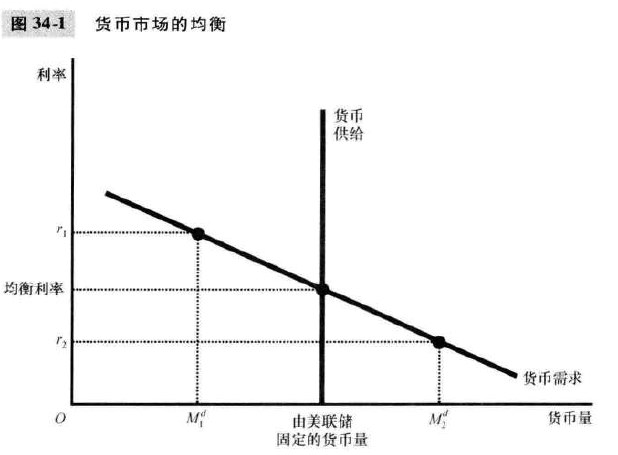 图 34-1 货币市场的均衡
利率
货币
供给
r₁
均衡利率
r₂
货币需求
O
M₁ᵈ
由美联储
固定的货币量
M₂ᵈ
货币量